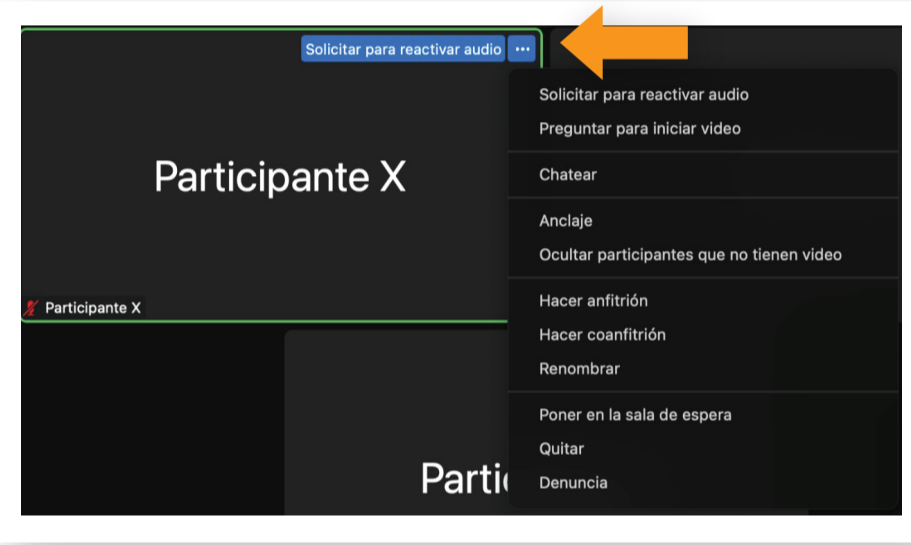 Solicitar para reactivar audio ...
Participante X
Participante X
Solicitar para reactivar audio
Preguntar para iniciar video
Chatear
Anclaje
Ocultar participantes que no tienen video
Hacer anfitrión
Hacer coanfitrión
Renombrar
Poner en la sala de espera
Quitar
Denuncia
Parti